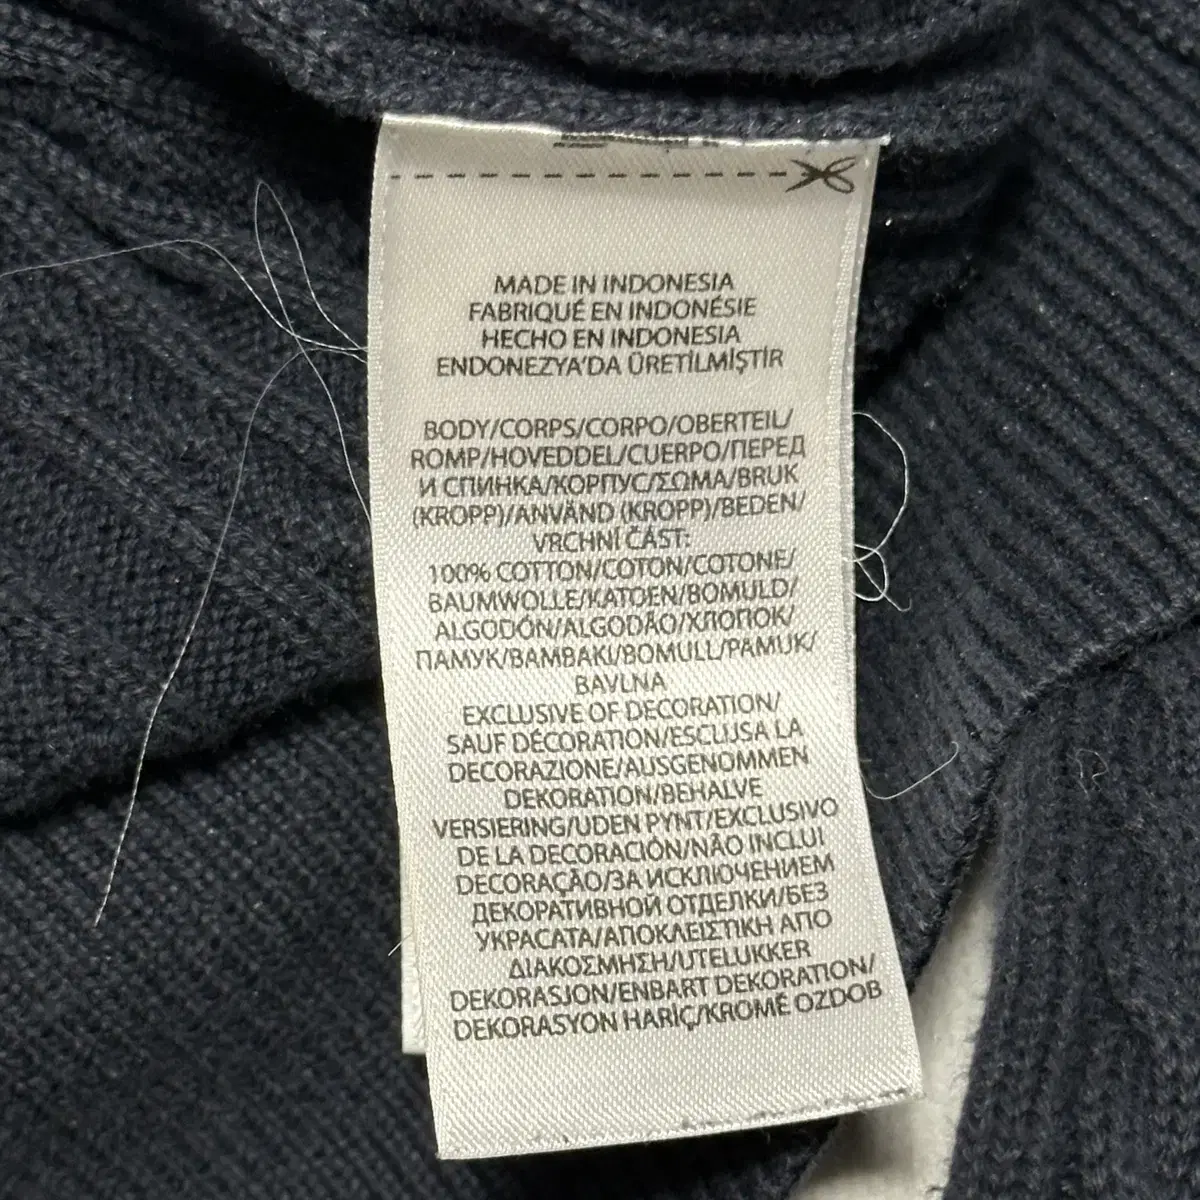 MADE IN INDONESIA
FABRIQUÉ EN INDONÉSIE
HECHO EN INDONESIA
ENDONEZYA'DA ÜRETİLMİŞTİR
BODY/CORPS/CORPO/OBERTEIL/
ROMP/HOVEDDEL/CUERPO/ПЕРЕД
И СПИНКА/КОРПУС/ΣΩΜΑ/BRUK
(KROPP)/ANVÄND (KROPP)/BEDEN/
VRCHNÍ ČÁST:
100% COTTON/COTON/COTONE/
BAUMWOLLE/KATOEN/BOMULD/
ALGODÓN/ALGODÃO/ХЛОПОК/
ПАМУК/ΒΑΜΒΑΚΙ/BOMULL/PAMUK/
BAVLNA
EXCLUSIVE OF DECORATION/
SAUF DÉCORATION/ESCLUSA LA
DECORAZIONE/AUSGENOMMEN
DEKORATION/BEHALVE
VERSIERING/UDEN PYNT/EXCLUSIVO
DE LA DECORACIÓN/NÃO INCLUI
DECORAÇÃO/ЗА ИСКЛЮЧЕНИЕМ
ДЕКОРАТИВНОЙ ОТДЕЛКИ/БЕЗ
УКРАСАТА/ΑΠΟΚΛΕΙΣΤΙΚΗ ΑΠΟ
ΔΙΑΚΟΣΜΗΣΗ/UTELUKKER
DEKORASJON/ENBART DEKORATION/
DEKORASYON HARİÇ/KROMĚ OZDOB